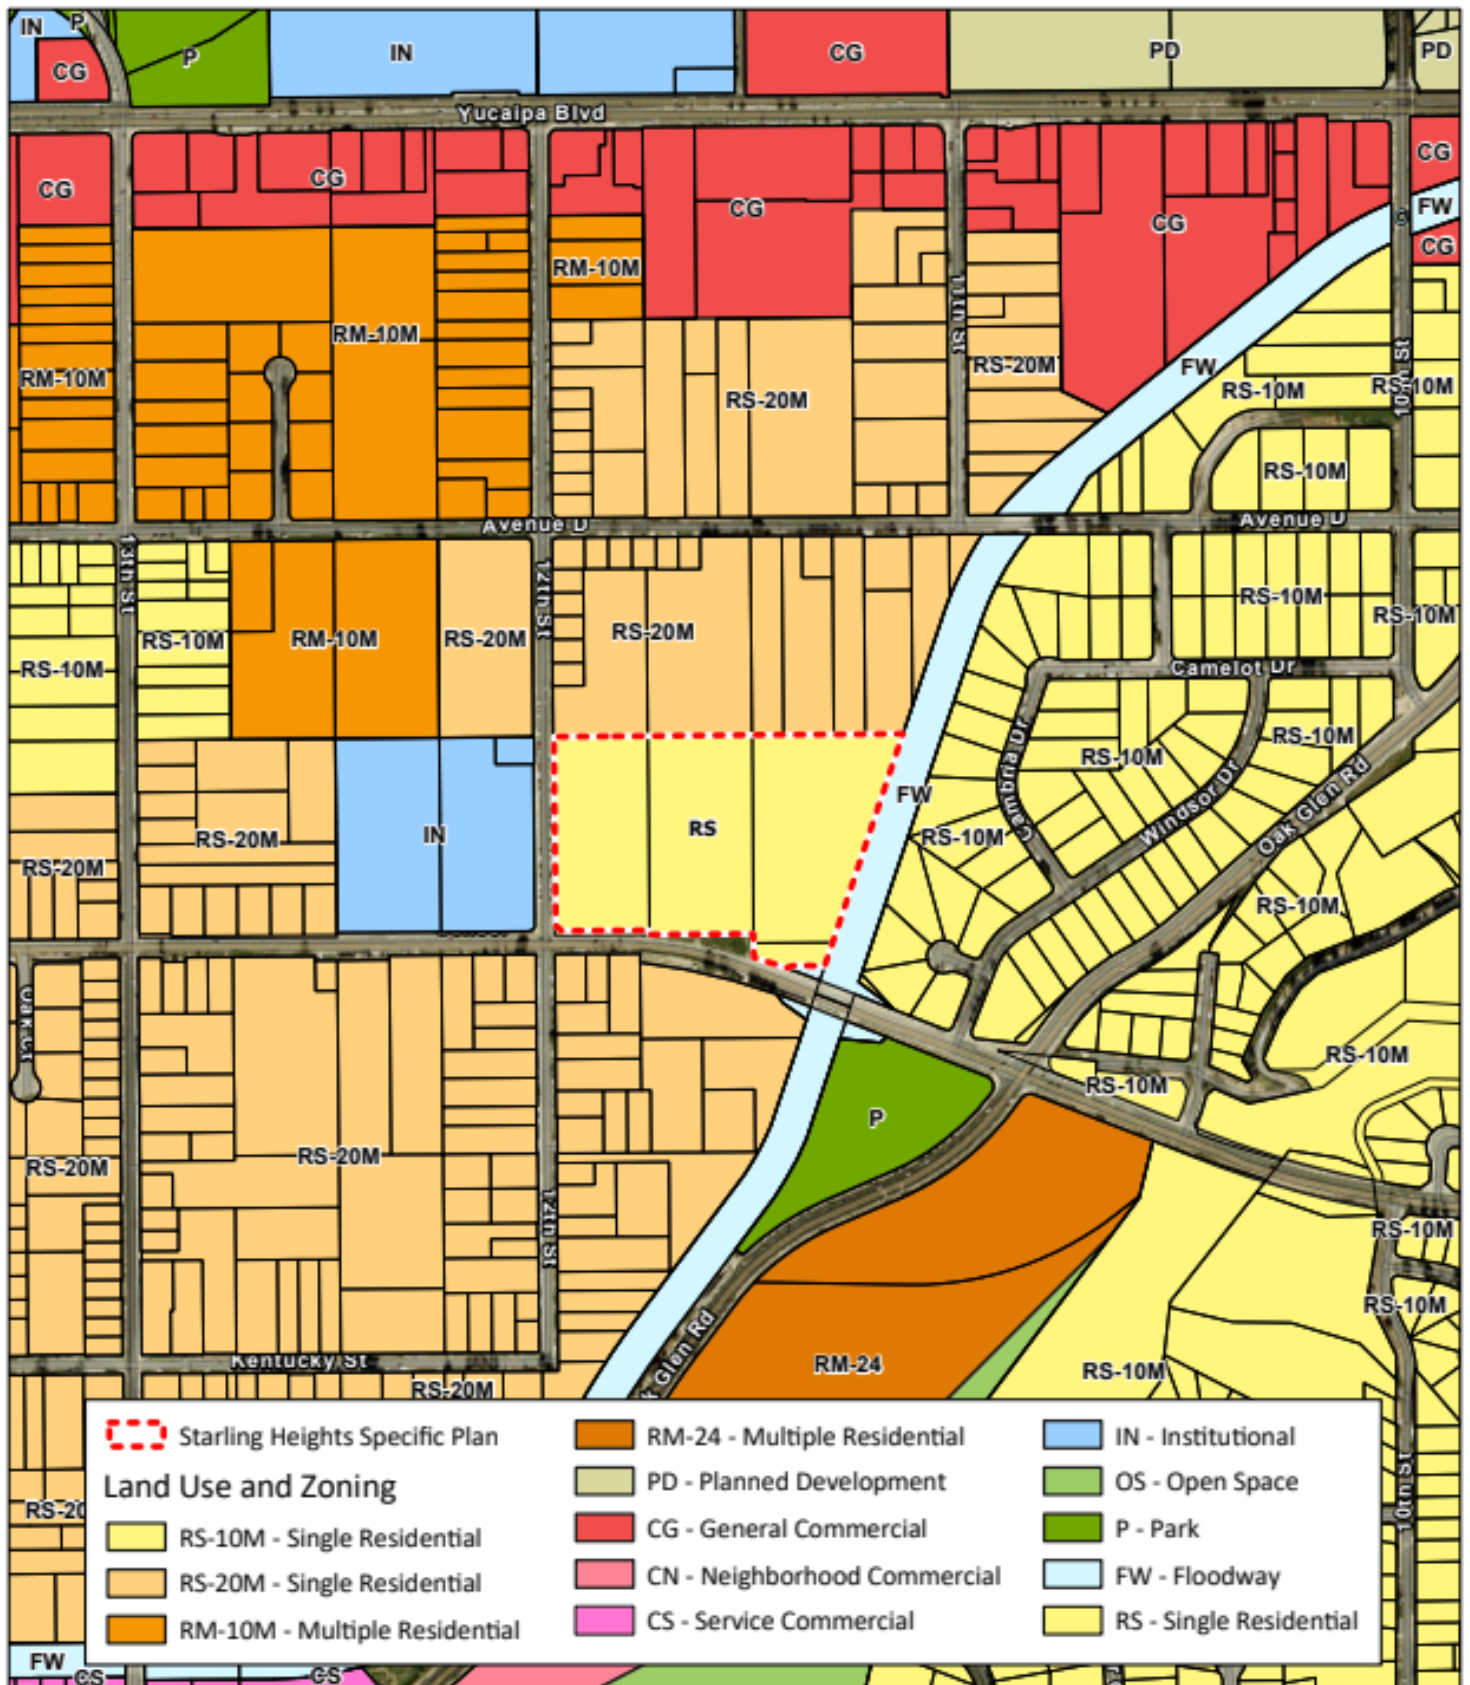 IN P
P IN CG PD PD
CG
Yucaipa Blvd
CG CG CG CG CG
FW
CG
RM-10M
RM-10M RM-10M RS-20M RS-20M FW RS-10M RS-10M
11th St
10th St
RS-10M
Avenue D Avenue D
13th St
12th St
RS-10M RS-10M RM-10M RS-20M RS-20M RS-10M RS-10M
Camelot Dr
Cambria Dr
RS-10M RS-10M
Windsor Dr
Oak Glen Rd
FW
RS-20M RS-20M IN RS RS-10M
RS-10M
Oak Ct
RS-10M
RS-10M
P
RS-20M RS-20M
12th St
RS-10M
RS-10M
Glen Rd
Kentucky St
RS-20M
RM-24 RS-10M
Starling Heights Specific Plan
Land Use and Zoning
RS-10M - Single Residential
RS-20M - Single Residential
RM-10M - Multiple Residential
RM-24 - Multiple Residential
PD - Planned Development
CG - General Commercial
CN - Neighborhood Commercial
CS - Service Commercial
IN - Institutional
OS - Open Space
P - Park
FW - Floodway
RS - Single Residential
RS-20
10th St
FW
CS CS